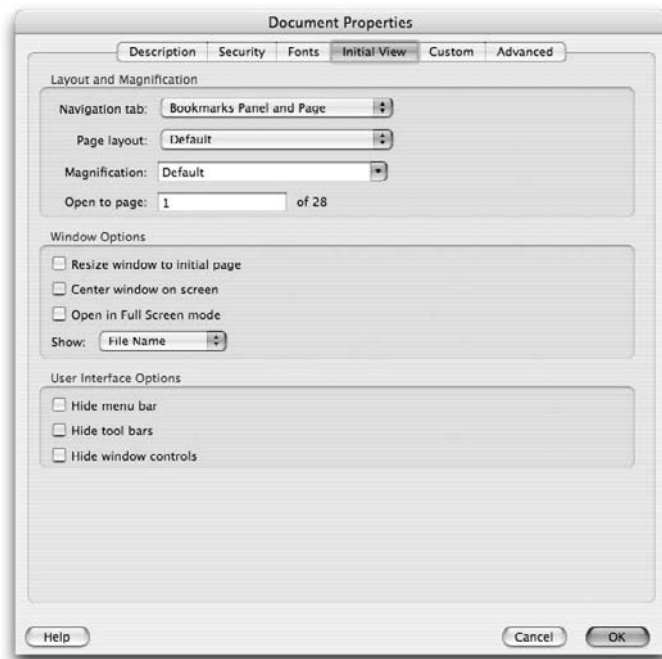 Document Properties
Description Security Fonts Initial View Custom Advanced
Layout and Magnification
Navigation tab: Bookmarks Panel and Page
Page layout: Default
Magnification: Default
Open to page: 1 of 28
Window Options
Resize window to initial page
Center window on screen
Open in Full Screen mode
Show: File Name
User Interface Options
Hide menu bar
Hide tool bars
Hide window controls
Help Cancel OK